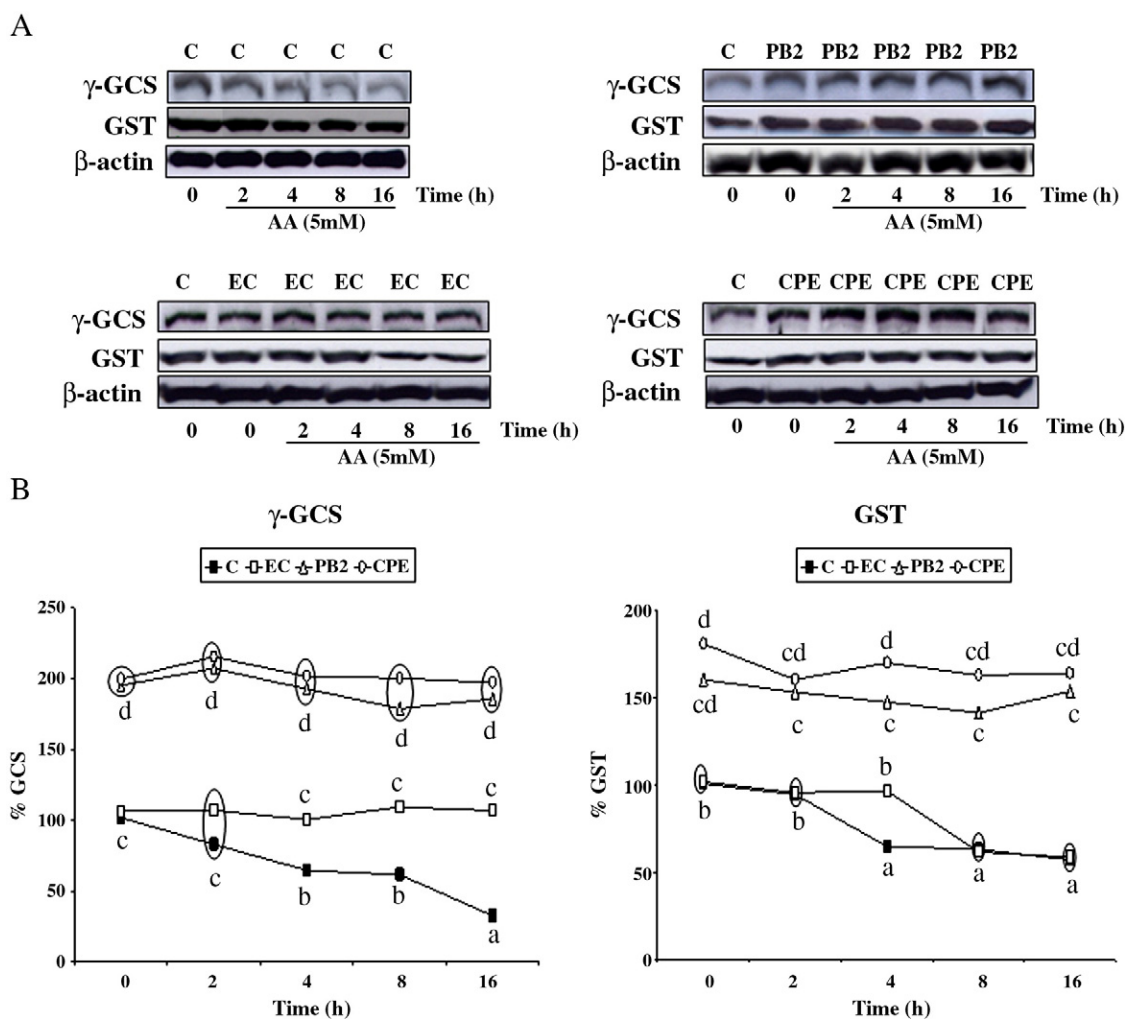 A
C C C C C
γ-GCS
GST
β-actin
0 2 4 8 16 Time (h)
AA (5mM)
C PB2 PB2 PB2 PB2 PB2
γ-GCS
GST
β-actin
0 0 2 4 8 16 Time (h)
AA (5mM)
C EC EC EC EC EC
γ-GCS
GST
β-actin
0 0 2 4 8 16 Time (h)
AA (5mM)
C CPE CPE CPE CPE CPE
γ-GCS
GST
β-actin
0 0 2 4 8 16 Time (h)
AA (5mM)
B
γ-GCS
C EC PB2 CPE
250
200
150
100
50
0
% GCS
d d d d d
c c c c
c b b a
0 2 4 8 16
Time (h)
GST
C EC PB2 CPE
200
150
100
50
0
% GST
d cd d cd cd
cd c c c c
b
b b a a a
0 2 4 8 16
Time (h)